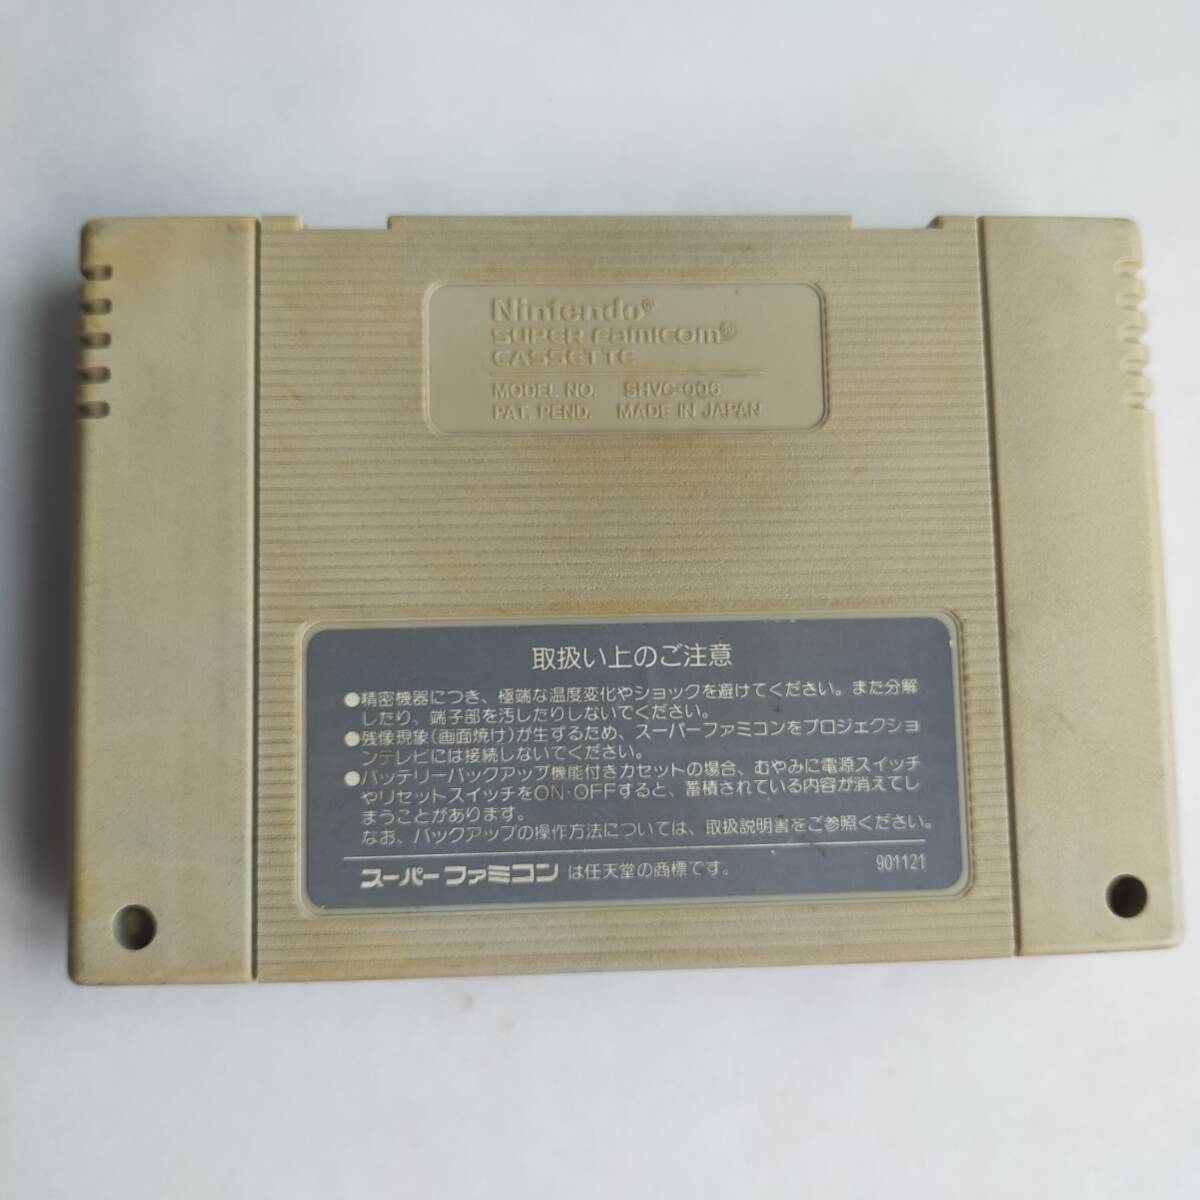 Nintendo®
SUPER Famicom®
CASSETTE
MODEL NO. SHVC-006
PAT. PEND. MADE IN JAPAN
取扱い上のご注意
●精密機器につき、極端な温度変化やショックを避けてください。また分解
したり、端子部を汚したりしないでください。
●残像現象(画面焼け)が生ずるため、スーパーファミコンをプロジェクショ
ンテレビには接続しないでください。
●バッテリーバックアップ機能付きカセットの場合、むやみに電源スイッチ
やリセットスイッチをON・OFFすると、蓄積されている内容が消えてし
まうことがあります。
なお、バックアップの操作方法については、取扱説明書をご参照ください。
スーパーファミコンは任天堂の商標です。 901121